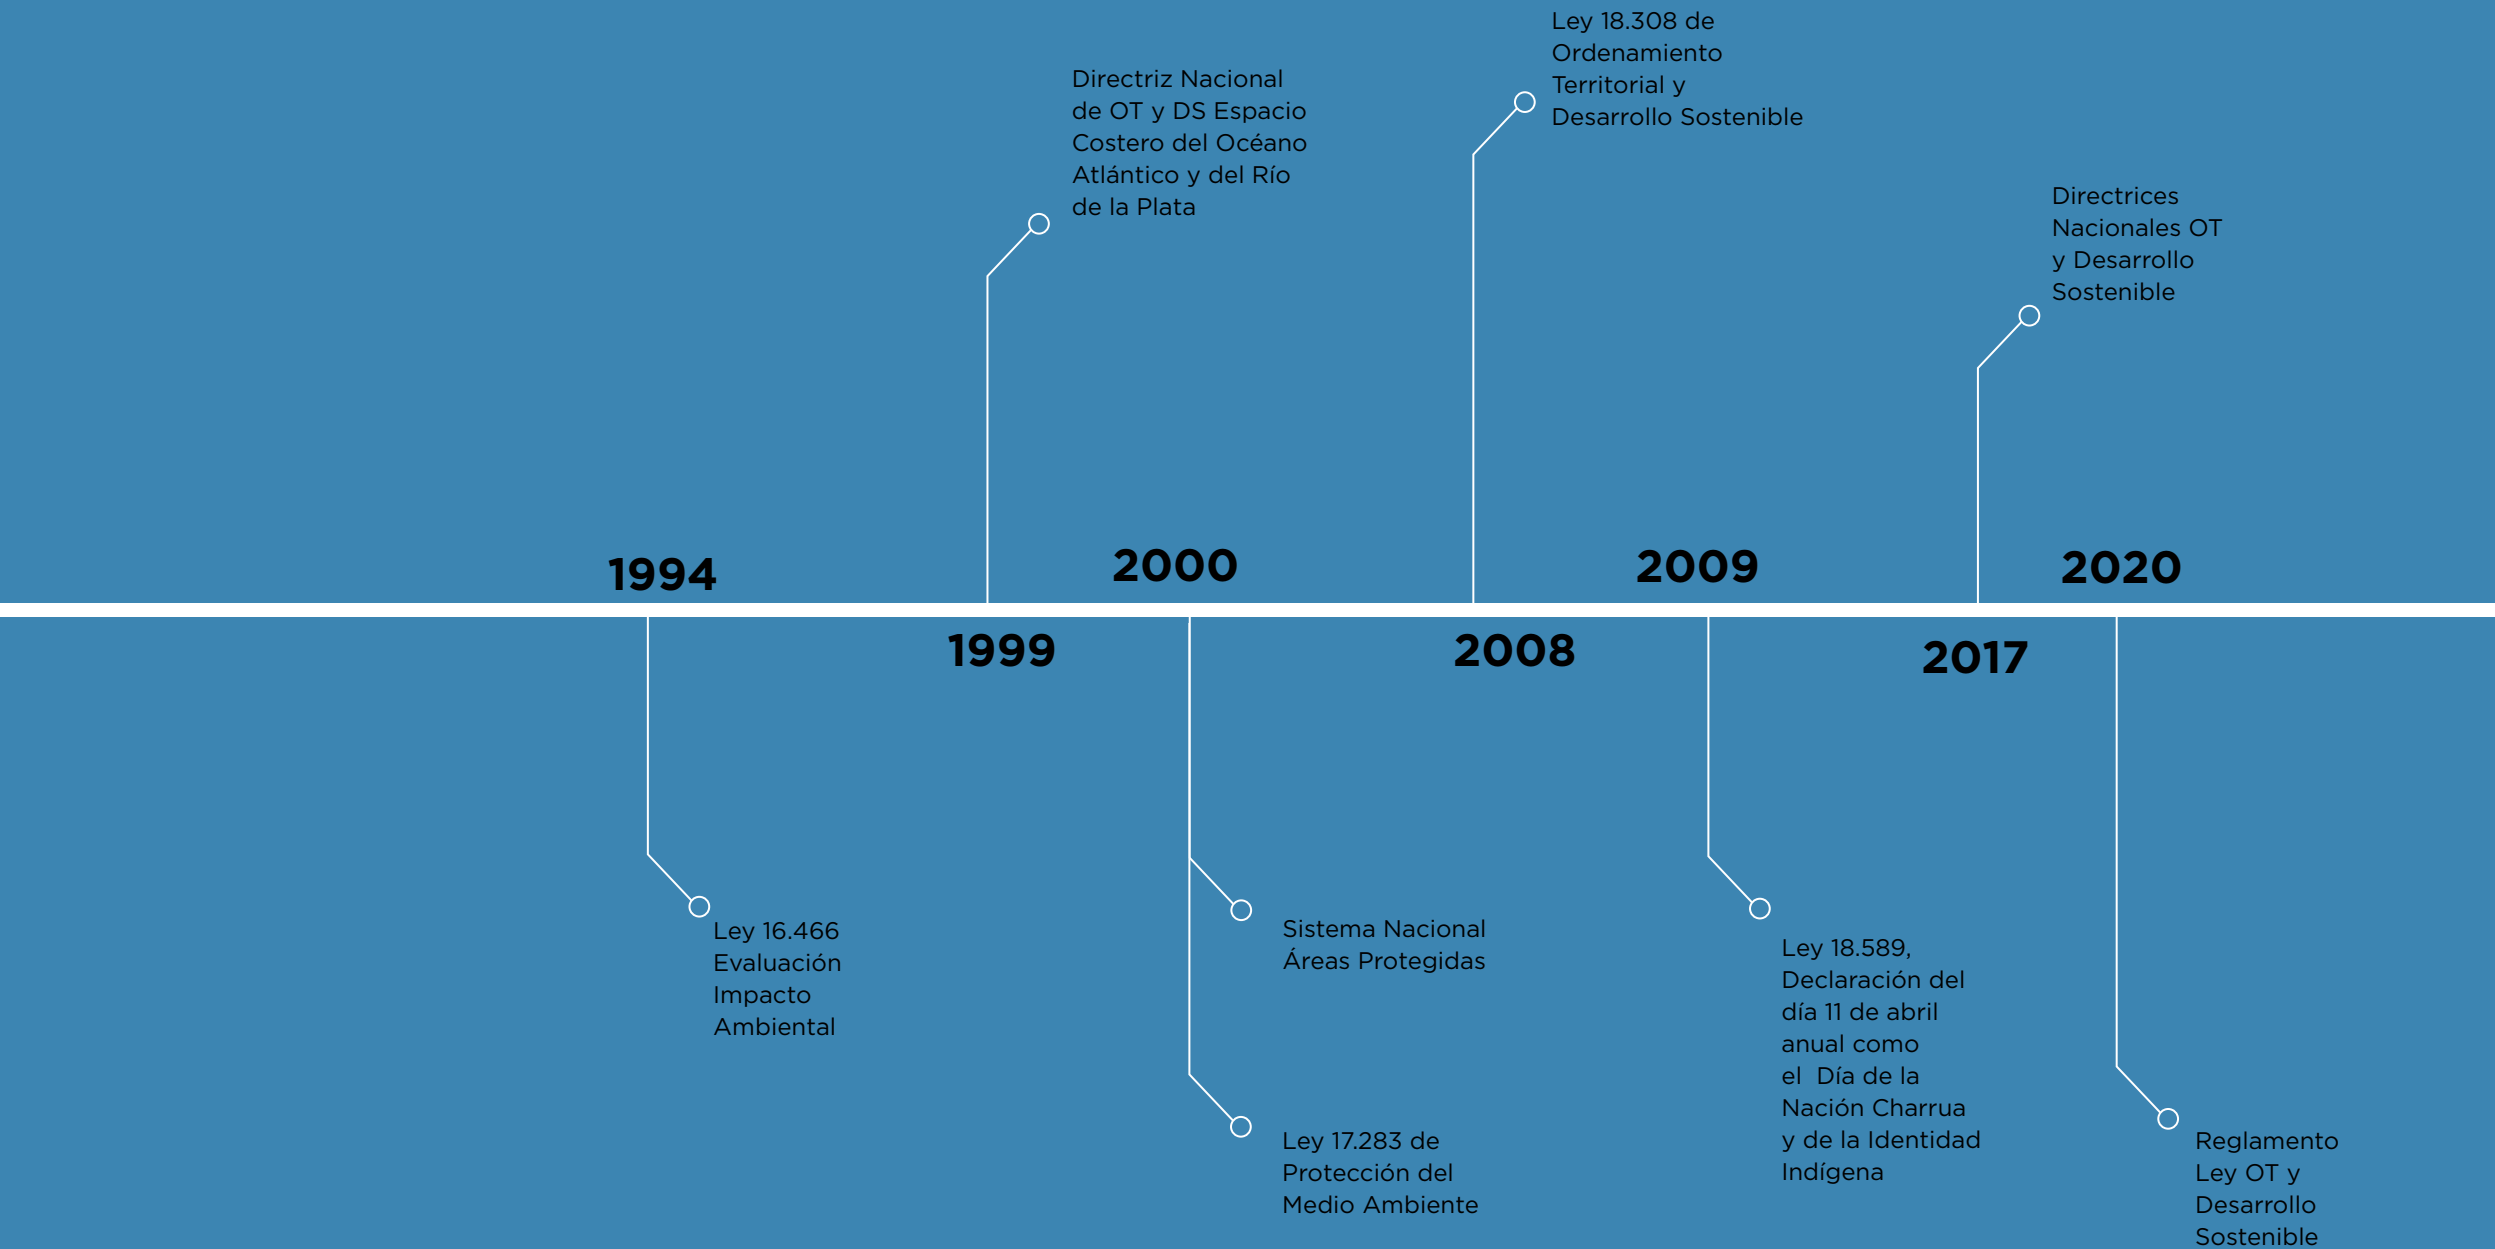 1994
Ley 16.466
Evaluación
Impacto
Ambiental
1999
Directriz Nacional
de OT y DS Espacio
Costero del Océano
Atlántico y del Río
de la Plata
2000
Sistema Nacional
Áreas Protegidas
Ley 17.283 de
Protección del
Medio Ambiente
2008
Ley 18.308 de
Ordenamiento
Territorial y
Desarrollo Sostenible
2009
Ley 18.589,
Declaración del
día 11 de abril
anual como
el  Día de la
Nación Charrua
y de la Identidad
Indígena
2017
Directrices
Nacionales OT
y Desarrollo
Sostenible
2020
Reglamento
Ley OT y
Desarrollo
Sostenible